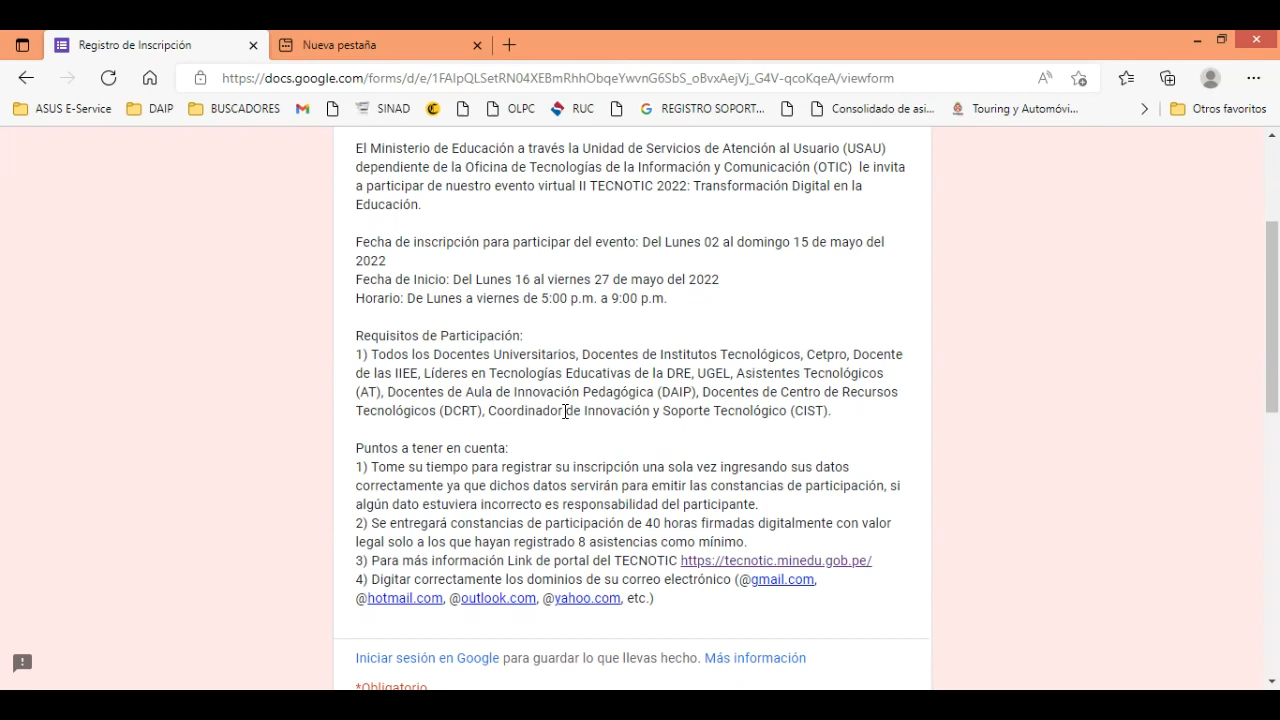 Registro de Inscripción
Nueva pestaña
https://docs.google.com/forms/d/e/1FAIpQLSetRN04XEBmRhhObqeYwvnG6SbS_oBvxAejVj_G4V-qcoKqeA/viewform
ASUS E-Service
DAIP
BUSCADORES
SINAD
OLPC
RUC
REGISTRO SOPORT...
Consolidado de asi...
Touring y Automóvi...
Otros favoritos
El Ministerio de Educación a través la Unidad de Servicios de Atención al Usuario (USAU)
dependiente de la Oficina de Tecnologías de la Información y Comunicación (OTIC) le invita
a participar de nuestro evento virtual II TECNOTIC 2022: Transformación Digital en la
Educación.
Fecha de inscripción para participar del evento: Del Lunes 02 al domingo 15 de mayo del
2022
Fecha de Inicio: Del Lunes 16 al viernes 27 de mayo del 2022
Horario: De Lunes a viernes de 5:00 p.m. a 9:00 p.m.
Requisitos de Participación:
1) Todos los Docentes Universitarios, Docentes de Institutos Tecnológicos, Cetpro, Docente
de las IIEE, Líderes en Tecnologías Educativas de la DRE, UGEL, Asistentes Tecnológicos
(AT), Docentes de Aula de Innovación Pedagógica (DAIP), Docentes de Centro de Recursos
Tecnológicos (DCRT), Coordinador de Innovación y Soporte Tecnológico (CIST).
Puntos a tener en cuenta:
1) Tome su tiempo para registrar su inscripción una sola vez ingresando sus datos
correctamente ya que dichos datos servirán para emitir las constancias de participación, si
algún dato estuviera incorrecto es responsabilidad del participante.
2) Se entregará constancias de participación de 40 horas firmadas digitalmente con valor
legal solo a los que hayan registrado 8 asistencias como mínimo.
3) Para más información Link de portal del TECNOTIC https://tecnotic.minedu.gob.pe/
4) Digitar correctamente los dominios de su correo electrónico (@gmail.com,
@hotmail.com, @outlook.com, @yahoo.com, etc.)
Iniciar sesión en Google para guardar lo que llevas hecho. Más información
*Obligatorio